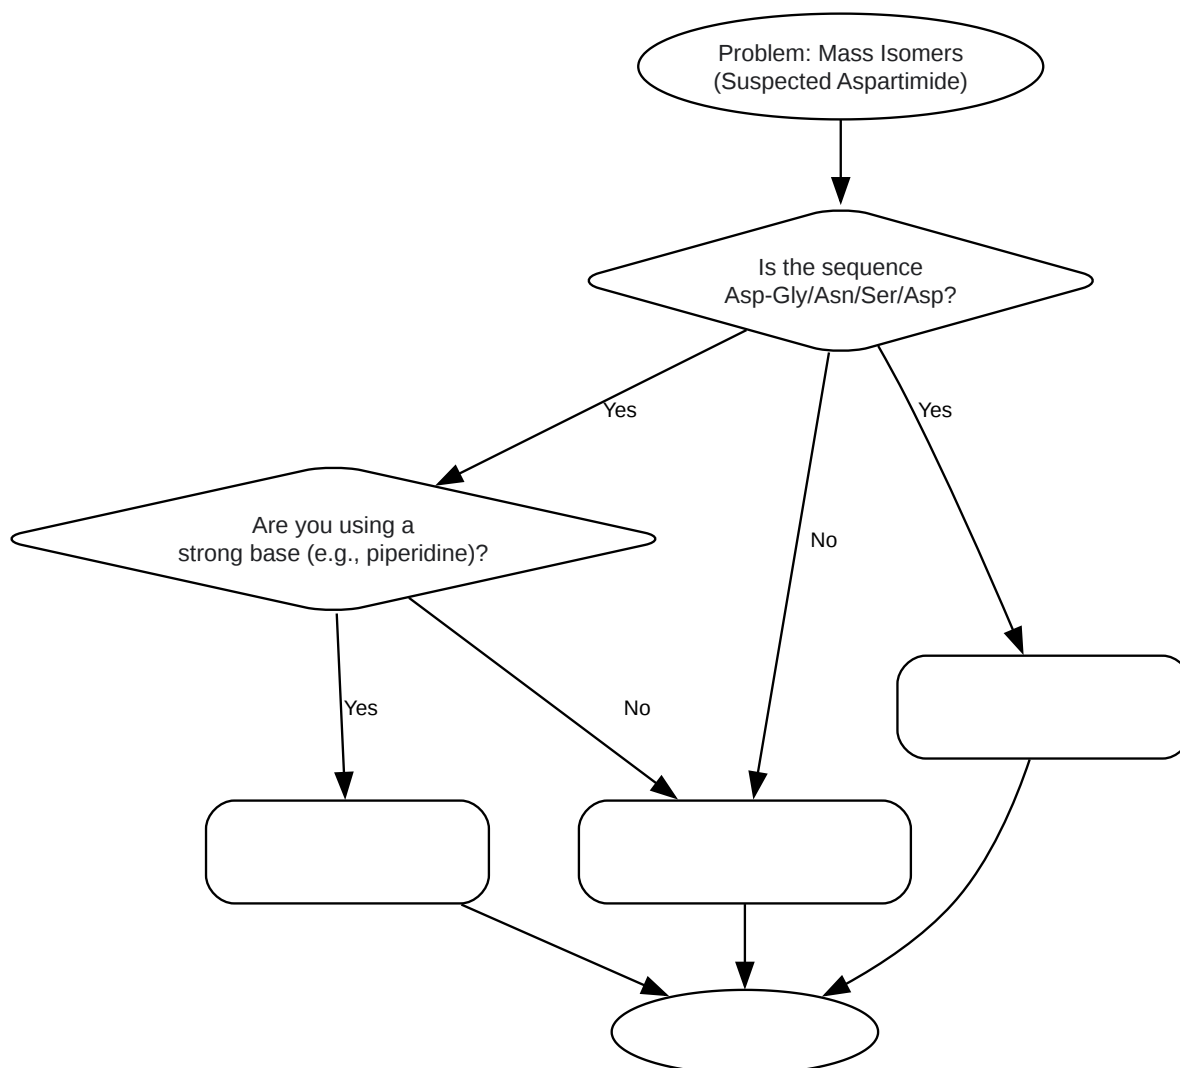 Problem: Mass Isomers
(Suspected Aspartimide)
Is the sequence
Asp-Gly/Asn/Ser/Asp?
Yes
Yes
Are you using a
strong base (e.g., piperidine)?
No
Yes
No